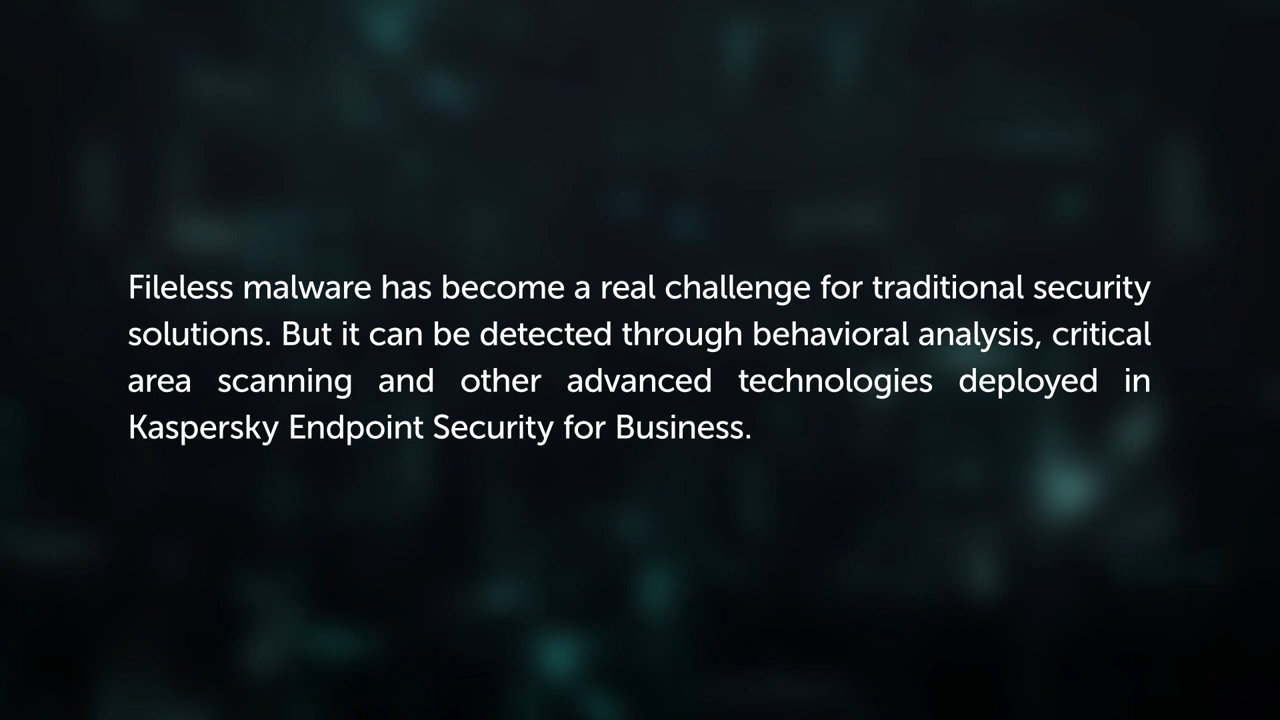 Fileless malware has become a real challenge for traditional security
solutions. But it can be detected through behavioral analysis, critical
area scanning and other advanced technologies deployed in
Kaspersky Endpoint Security for Business.